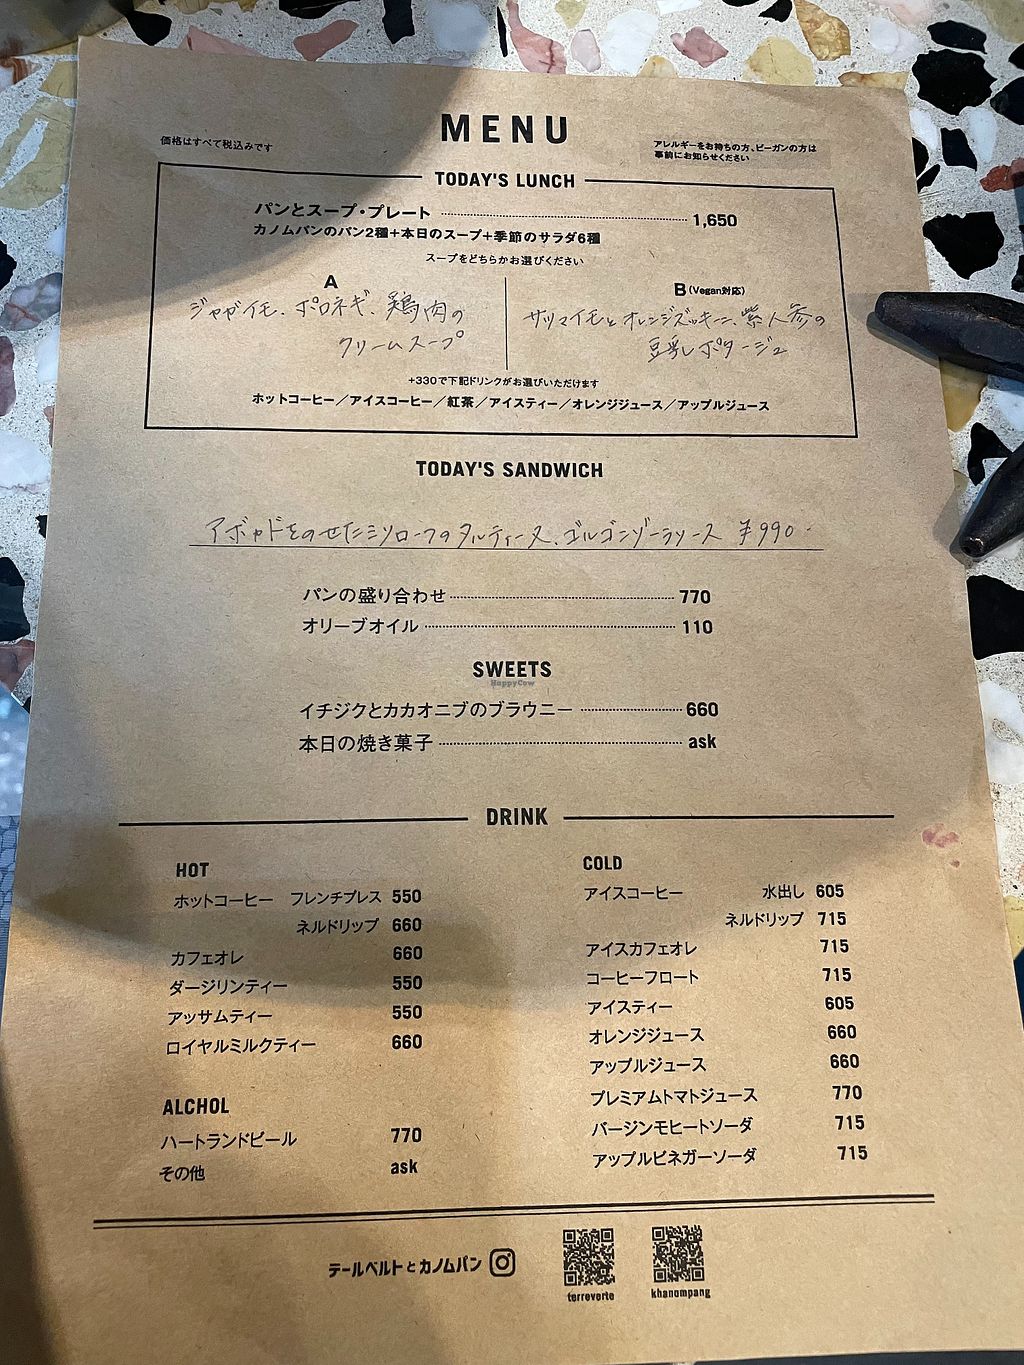 MENU
価格はすべて税込みです
アレルギーをお持ちの方、ビーガンの方は
事前にお知らせください
TODAY'S LUNCH
パンとスープ・プレート 1,650
カノムパンのパン2種+本日のスープ+季節のサラダ6種
スープをどちらかお選びください
A
ジャガイモ、ポロネギ、鶏肉の
クリームスープ
B (Vegan対応)
サツマイモとオレンジズッキーニ、紫人参の
豆乳ポタージュ
+330で下記ドリンクがお選びいただけます
ホットコーヒー/アイスコーヒー/紅茶/アイスティー/オレンジジュース/アップルジュース
TODAY'S SANDWICH
アボカドをのせたミートローフのタルティーヌ、ゴルゴンゾーラソース ¥990-
パンの盛り合わせ 770
オリーブオイル 110
SWEETS
HappyCow
イチジクとカカオニブのブラウニー 660
本日の焼き菓子 ask
DRINK
HOT
ホットコーヒー フレンチプレス 550
ネルドリップ 660
カフェオレ 660
ダージリンティー 550
アッサムティー 550
ロイヤルミルクティー 660
ALCHOL
ハートランドビール 770
その他 ask
COLD
アイスコーヒー 水出し 605
ネルドリップ 715
アイスカフェオレ 715
コーヒーフロート 715
アイスティー 605
オレンジジュース 660
アップルジュース 660
プレミアムトマトジュース 770
バージンモヒートソーダ 715
アップルビネガーソーダ 715
テールベルトとカノムパン
terreverte
khanompang